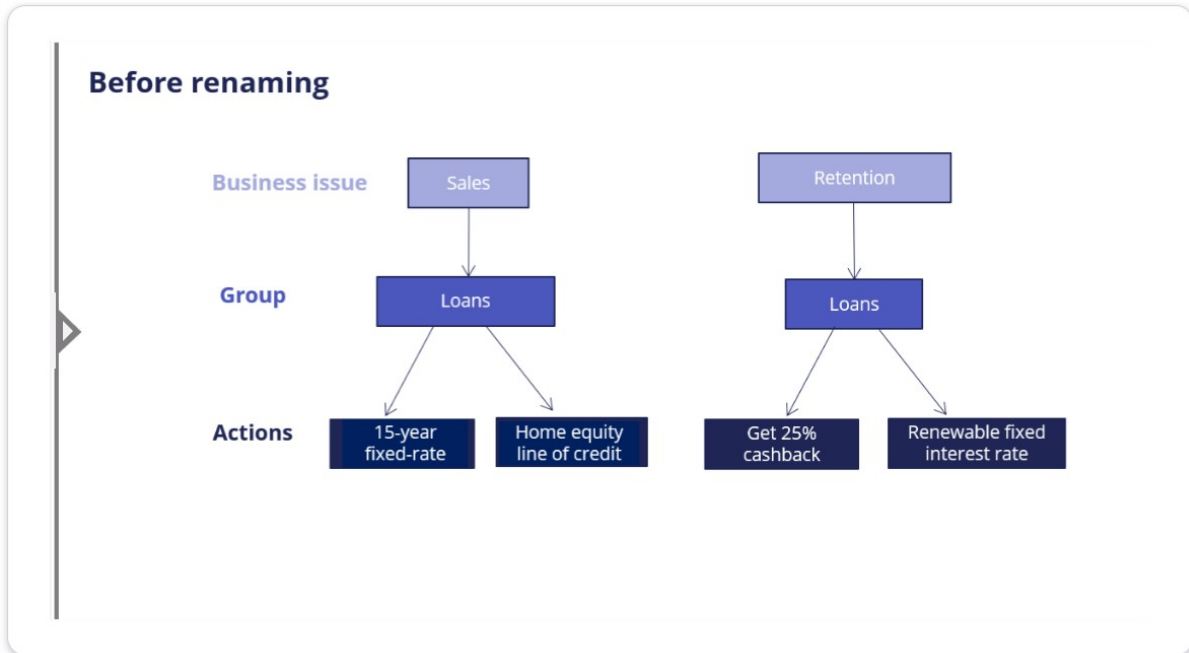 Before renaming
Business issue
Sales
Retention
Group
Loans
Loans
Actions
15-year
fixed-rate
Home equity
line of credit
Get 25%
cashback
Renewable fixed
interest rate